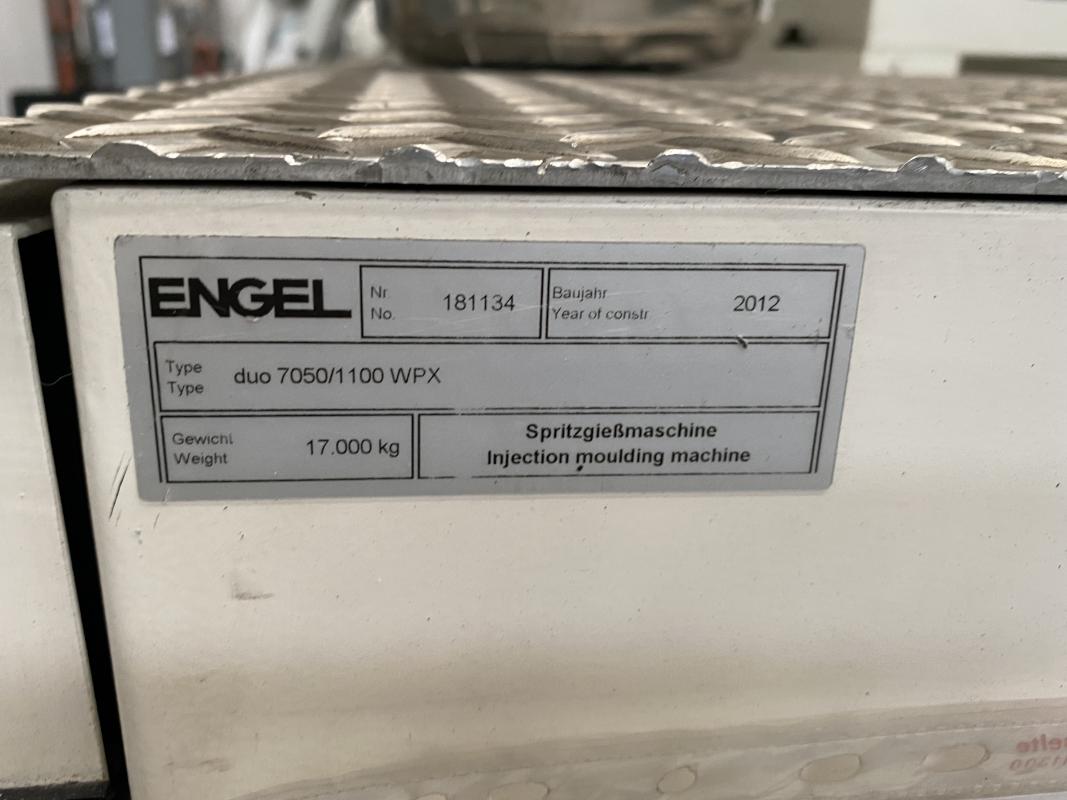 ENGEL
Nr.
No.
181134
Baujahr
Year of constr
2012
Type
Type
duo 7050/1100 WPX
Gewicht
Weight
17.000 kg
Spritzgießmaschine
Injection moulding machine